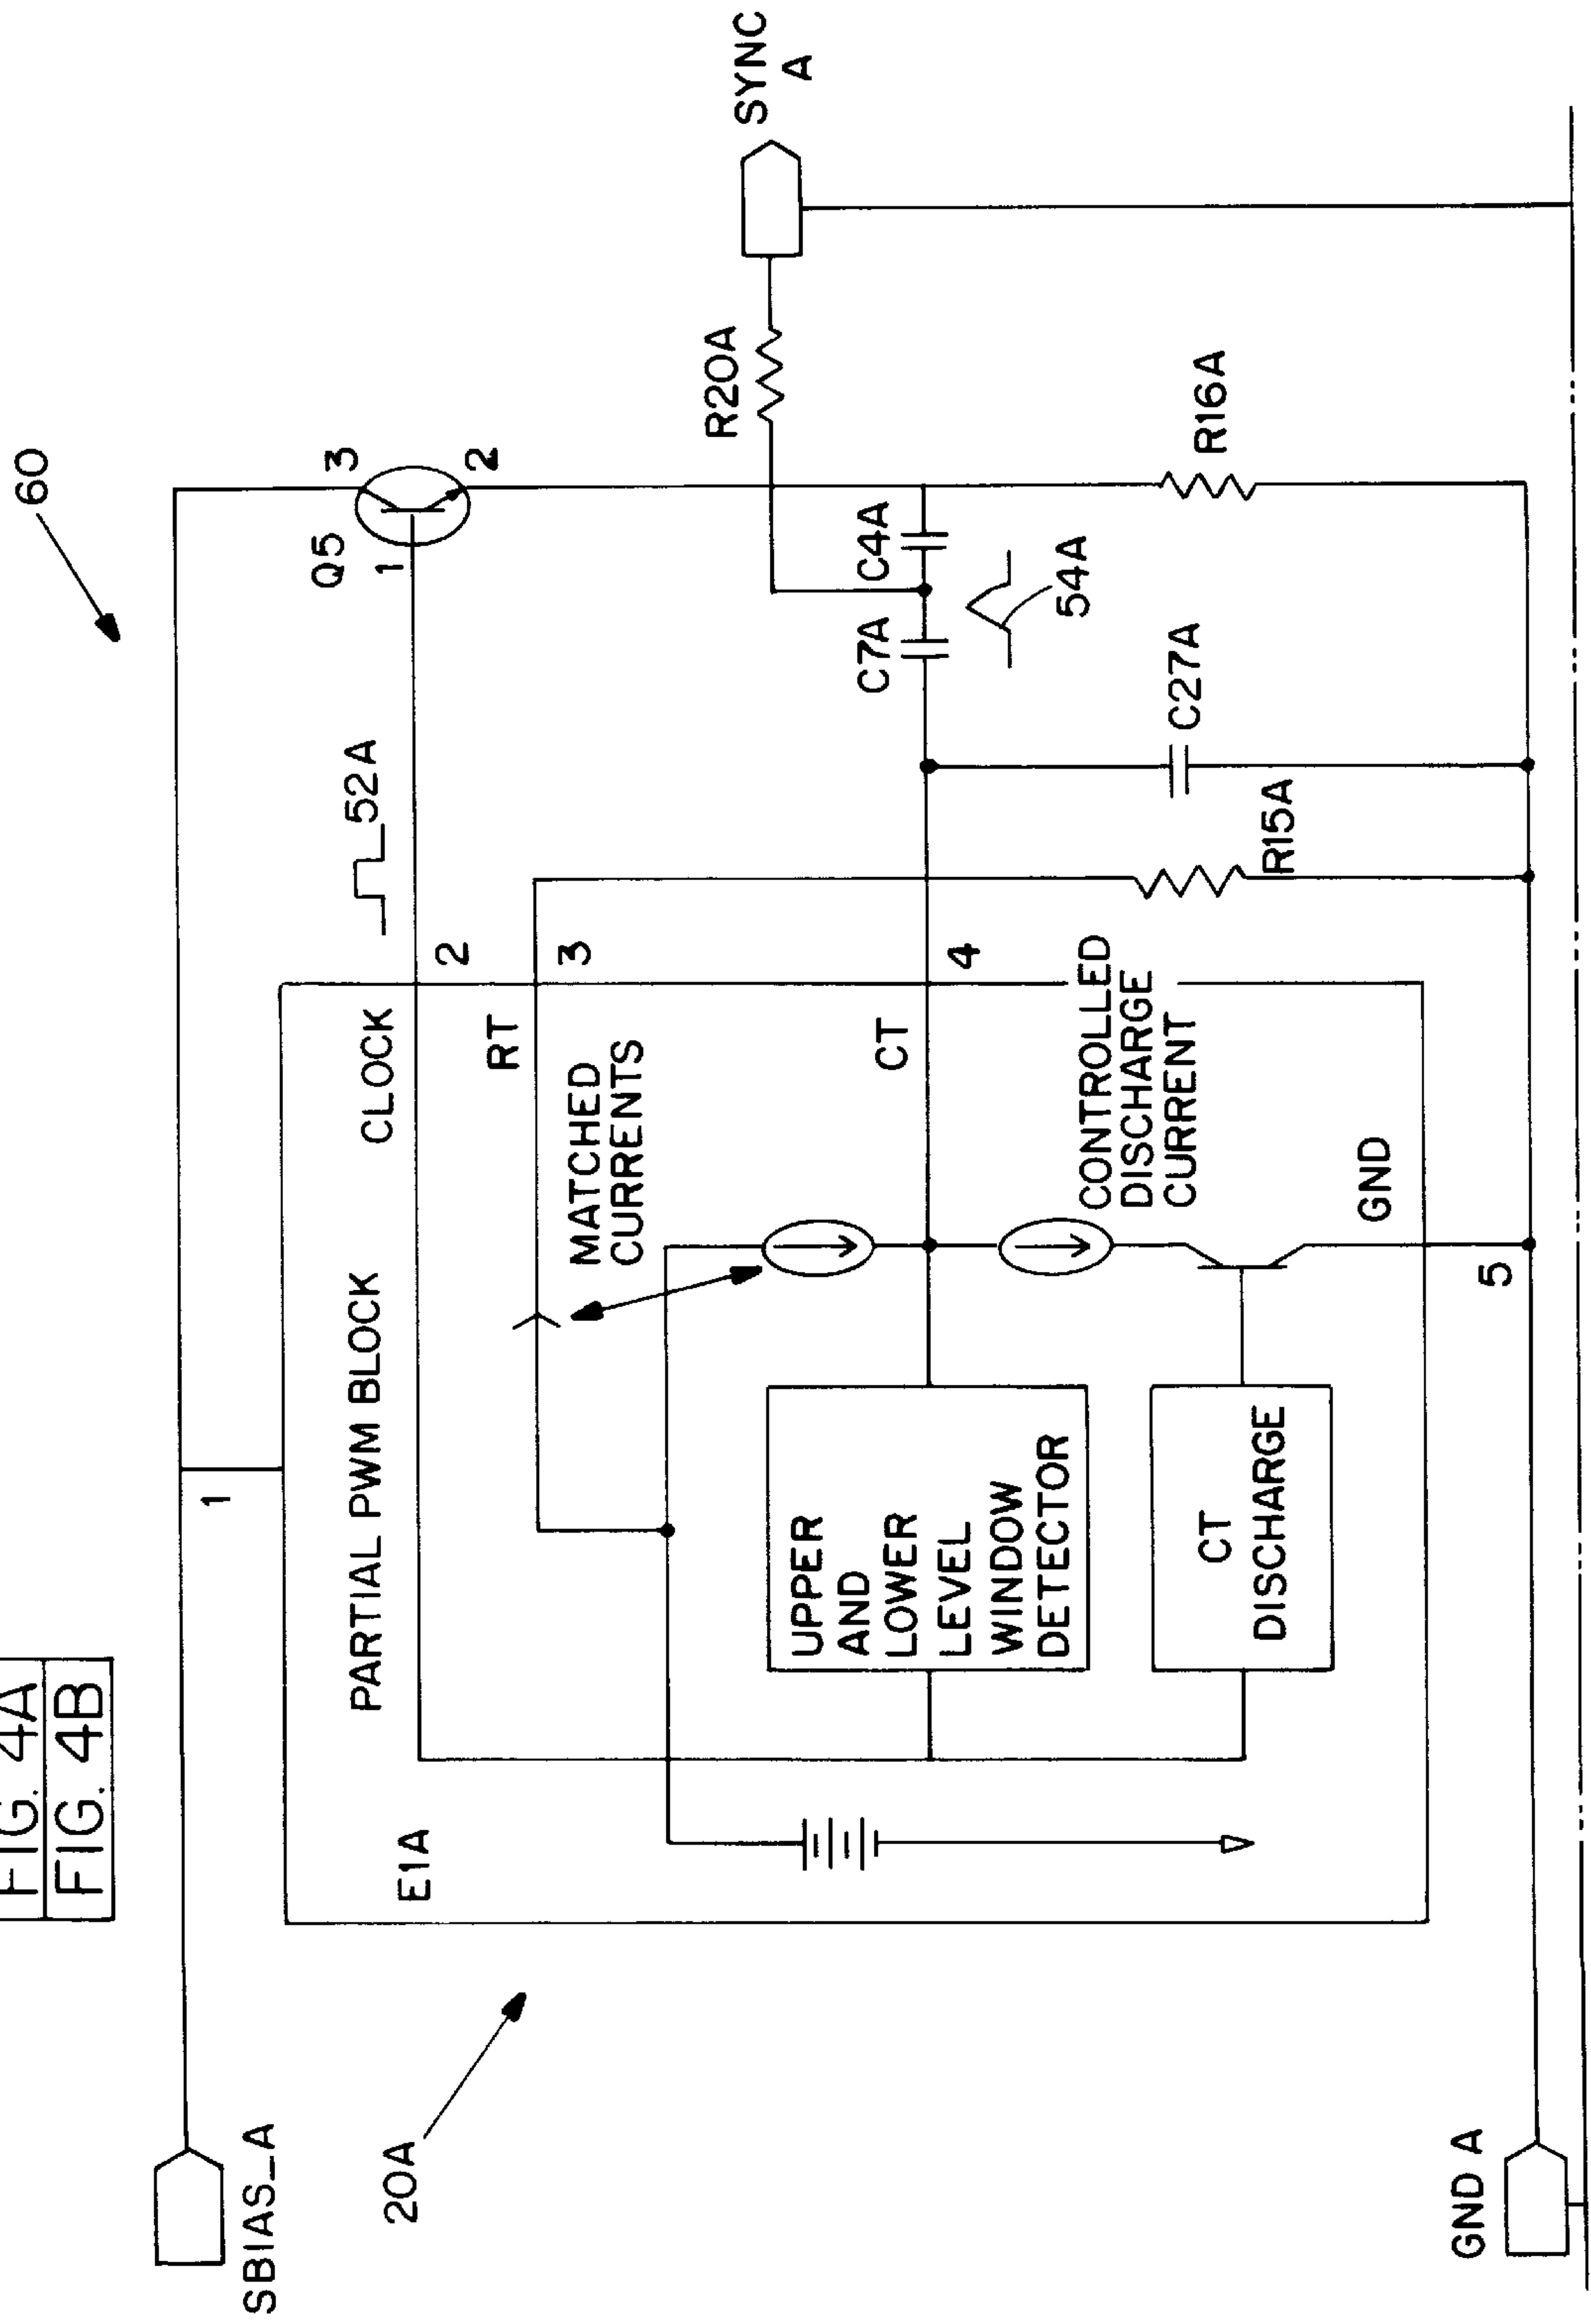 FIG. 4A
FIG. 4B
60
SBIAS_A
1
Q5
3
1
2
52A
PARTIAL PWM BLOCK
CLOCK
2
E1A
RT
3
20A
MATCHED
CURRENTS
R20A
SYNC
A
C7A
C4A
54A
CT
4
UPPER
AND
LOWER
LEVEL
WINDOW
DETECTOR
CONTROLLED
DISCHARGE
CURRENT
C27A
R16A
R15A
CT
DISCHARGE
GND
5
GND A